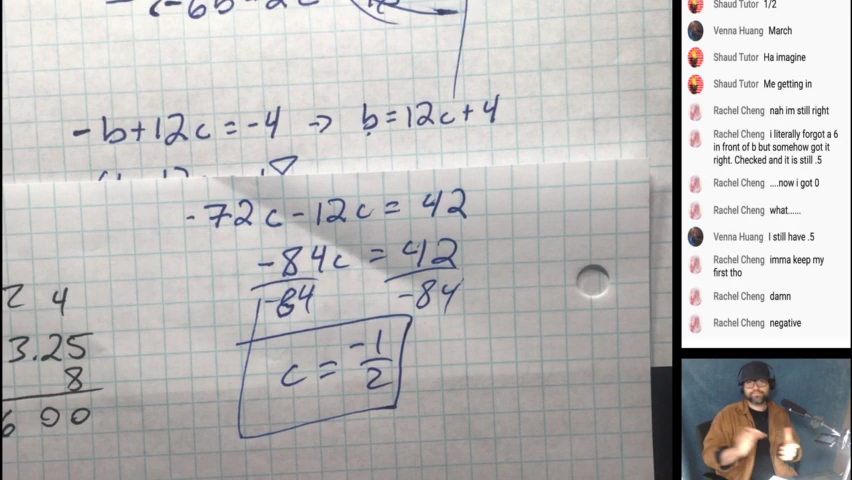 -b+12c=-4 → b=12c+4
-72c-12c=42
-84c = 42
-84 -84
c = -1/2
2 4
3.25
8
6 00
Shaud Tutor 1/2
Venna Huang March
Shaud Tutor Ha imagine
Shaud Tutor Me getting in
Rachel Cheng nah im still right
Rachel Cheng i literally forgot a 6
in front of b but somehow got it
right. Checked and it is still .5
Rachel Cheng ....now i got 0
Rachel Cheng what......
Venna Huang I still have .5
Rachel Cheng imma keep my
first tho
Rachel Cheng damn
Rachel Cheng negative